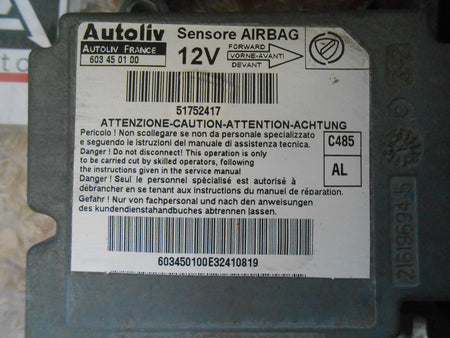 Autoliv
AUTOLIV FRANCE
603 45 01 00
Sensore AIRBAG
12V
FORWARD
VORNE-AVANTI
DEVANT
51752417
ATTENZIONE-CAUTION-ATTENTION-ACHTUNG
Pericolo ! Non scollegare se non da personale specializzato
e seguendo le istruzioni del manuale di assistenza tecnica.
Danger ! Do not disconnect! This operation is only
to be carried cut by skilled operators, following
the instructions given in the service manual
Danger ! Seul le personnel spécialisé est autorisé à
débrancher en se tenant aux instructions du manuel de réparation.
Gefahr ! Nur von fachpersonal und nach den anweisungen
des kundendienstahdbuches abtrennen lassen.
C485
AL
603450100E32410819